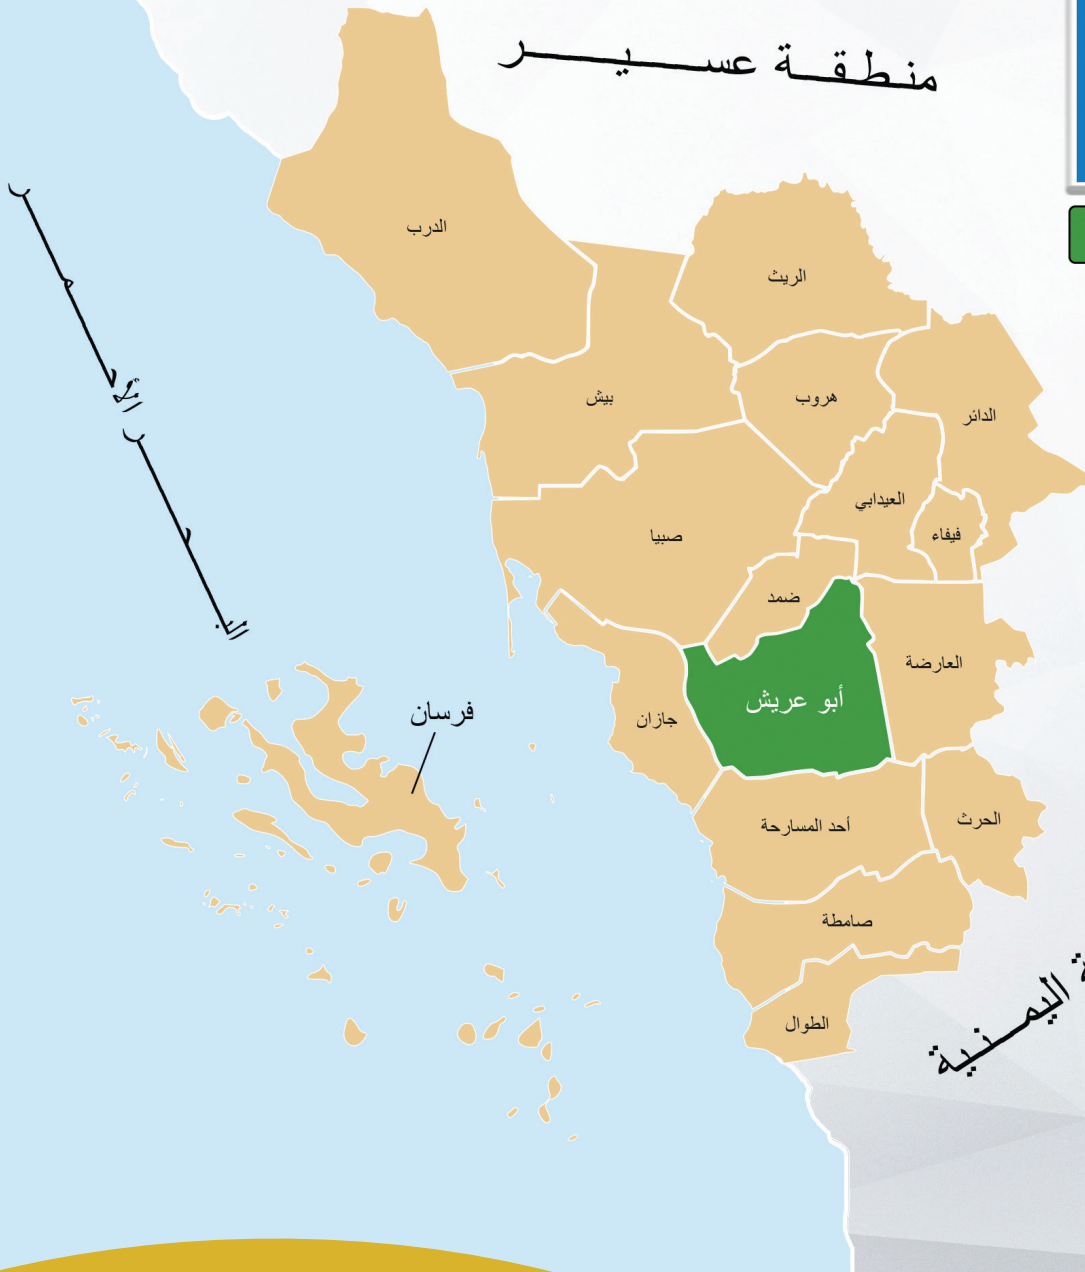 منطقة عسير
الدرب
الريث
بيش
هروب
الدائر
العيدابي
فيفاء
صبيا
ضمد
العارضة
أبو عريش
جازان
فرسان
أحد المسارحة
الحرث
صامطة
الطوال
البحر
الأحمر
اليمنية